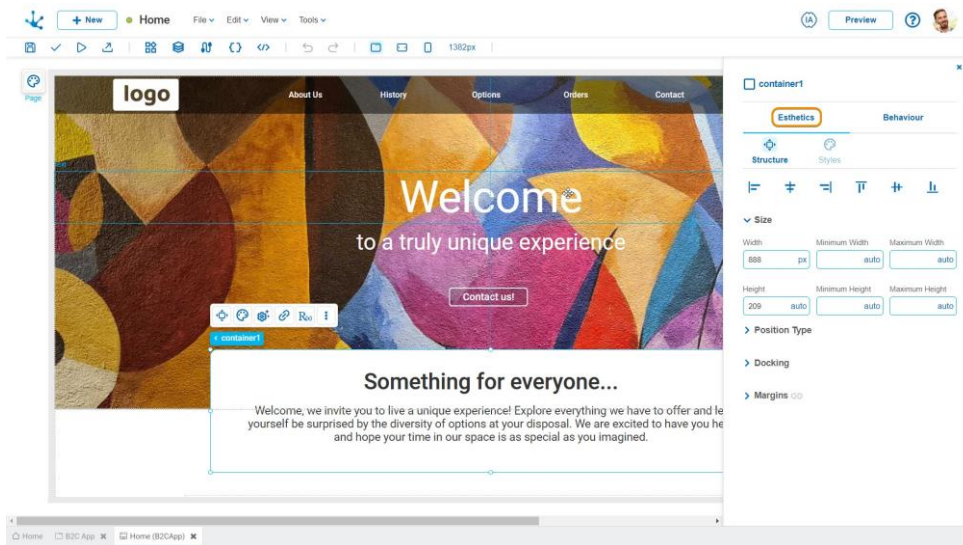 + New
Home
File
Edit
View
Tools
IA
Preview
?
1382px
Page
logo
About Us
History
Options
Orders
Contact
Welcome
to a truly unique experience
Contact us!
container1
Something for everyone...
Welcome, we invite you to live a unique experience! Explore everything we have to offer and le
yourself be surprised by the diversity of options at your disposal. We are excited to have you he
and hope your time in our space is as special as you imagined.
container1
Esthetics
Behaviour
Structure
Styles
Size
Width
Minimum Width
Maximum Width
888 px
auto
auto
Height
Minimum Height
Maximum Height
209 auto
auto
auto
Position Type
Docking
Margins
Home
B2C App
Home (B2CApp)